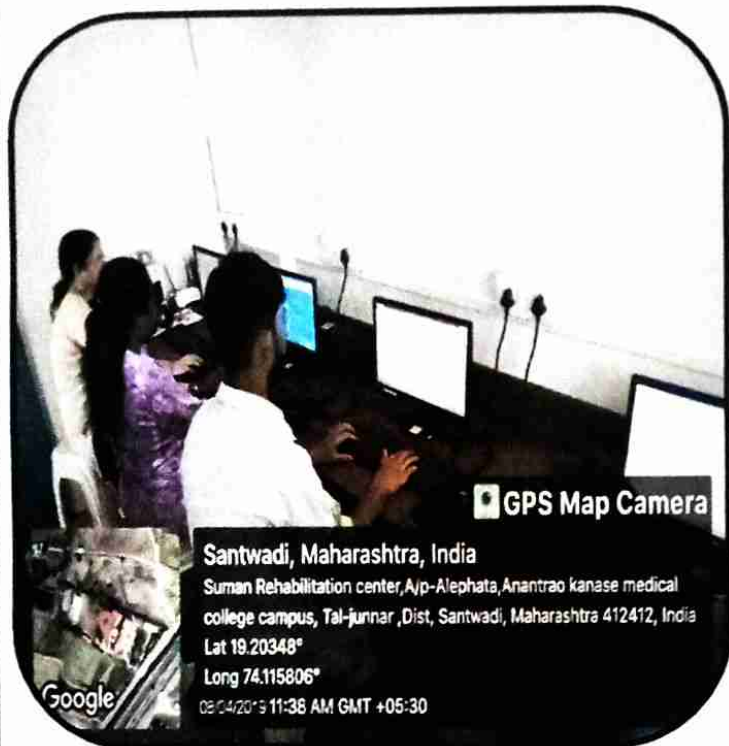 GPS Map Camera
Santwadi, Maharashtra, India
Suman Rehabilitation center,A/p-Alephata,Anantrao kanase medical
college campus, Tal-junnar ,Dist, Santwadi, Maharashtra 412412, India
Lat 19.20348°
Long 74.115806°
11:38 AM GMT +05:30
Google